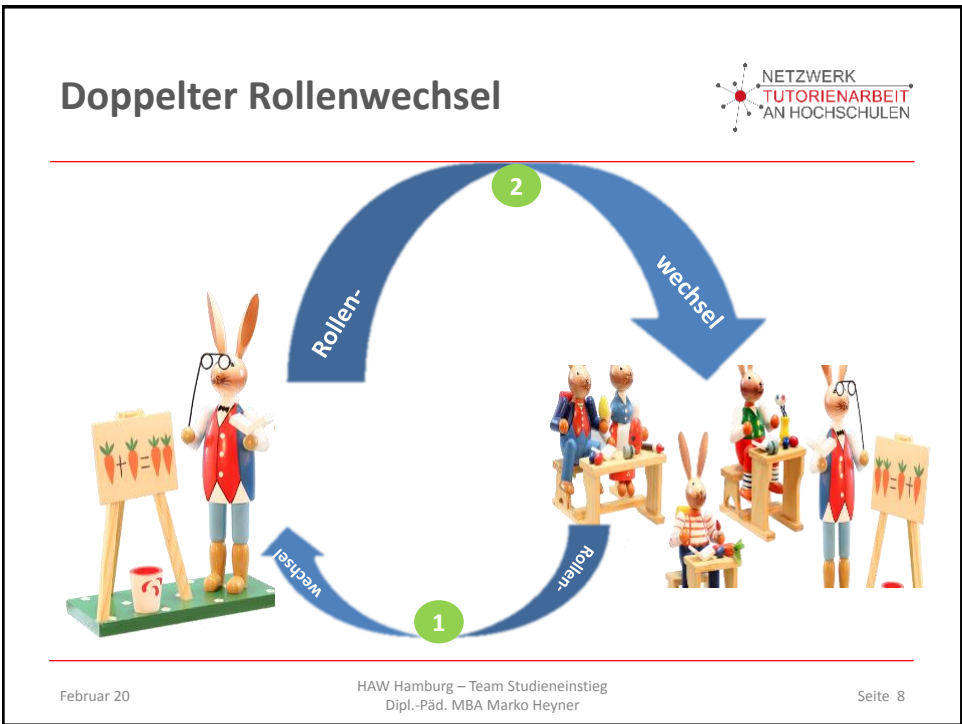 Doppelter Rollenwechsel
NETZWERK
TUTORIENARBEIT
AN HOCHSCHULEN
2
Rollen-
wechsel
+ =
= +
wechsel
Rollen-
1
Februar 20
HAW Hamburg – Team Studieneinstieg
Dipl.-Päd. MBA Marko Heyner
Seite 8